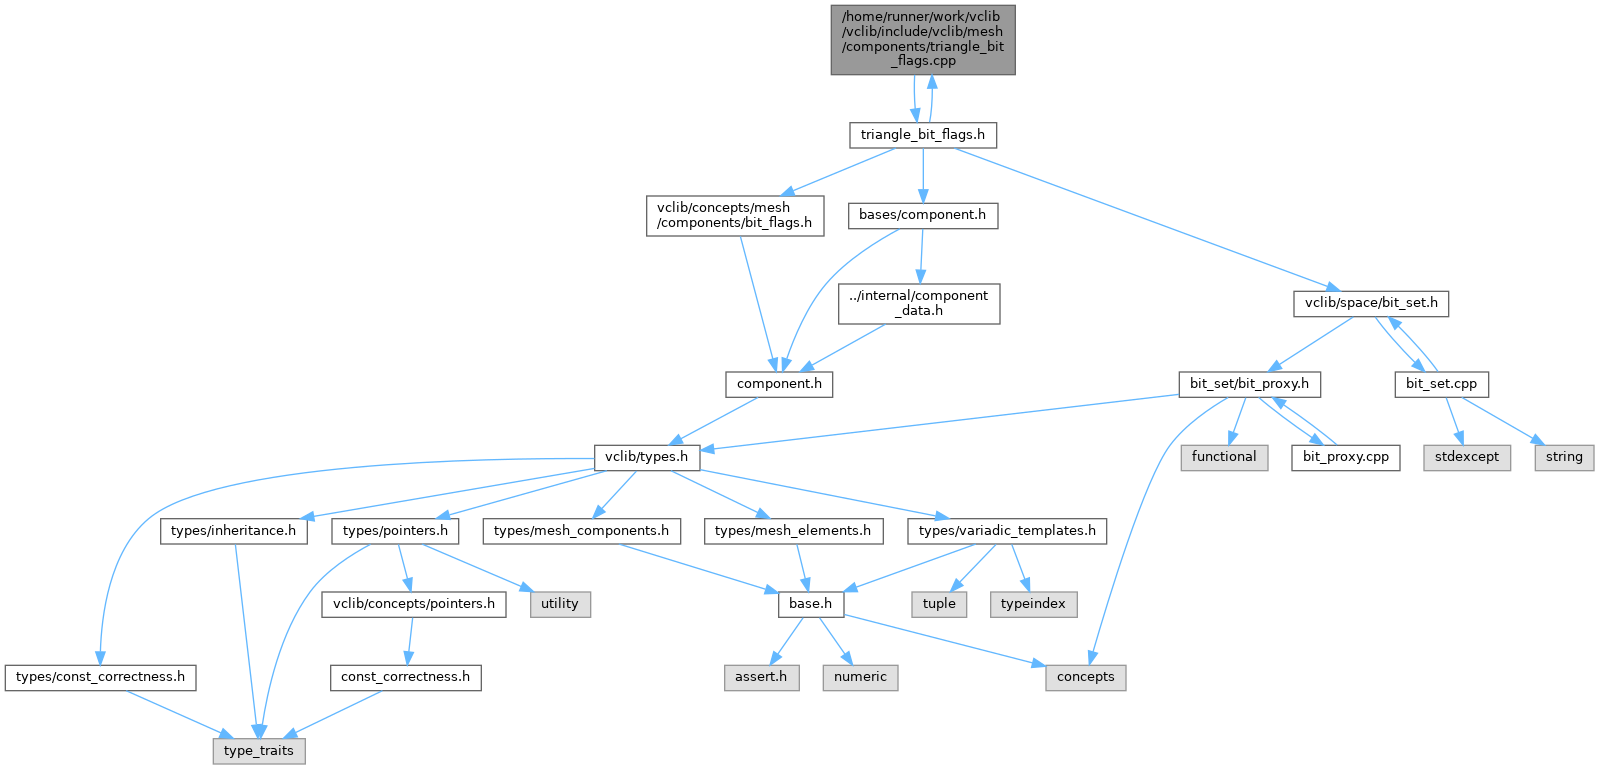 /home/runner/work/vclib
/vclib/include/vclib/mesh
/components/triangle_bit
_flags.cpp
triangle_bit_flags.h
vclib/concepts/mesh
/components/bit_flags.h
bases/component.h
../internal/component
_data.h
vclib/space/bit_set.h
component.h
bit_set/bit_proxy.h
bit_set.cpp
vclib/types.h
functional
bit_proxy.cpp
stdexcept
string
types/inheritance.h
types/pointers.h
types/mesh_components.h
types/mesh_elements.h
types/variadic_templates.h
vclib/concepts/pointers.h
utility
base.h
tuple
typeindex
types/const_correctness.h
const_correctness.h
assert.h
numeric
concepts
type_traits